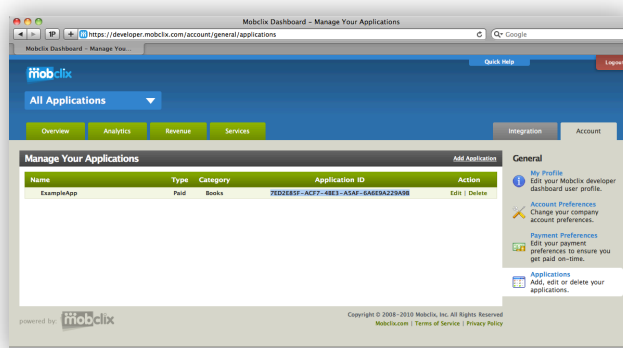 Mobclix Dashboard – Manage Your Applications
1P
+
https://developer.mobclix.com/account/general/applications
Google
Mobclix Dashboard – Manage You...
Quick Help
Logout
mobclix
All Applications
Overview
Analytics
Revenue
Services
Integration
Account
Manage Your Applications
Add Application
Name Type Category Application ID Action
ExampleApp Paid Books 7ED2E85F-ACF7-4BE3-A5AF-6A6E9A229A9B Edit | Delete
General
My Profile
Edit your Mobclix developer
dashboard user profile.
Account Preferences
Change your company
account preferences.
Payment Preferences
Edit your payment
preferences to ensure you
get paid on-time.
Applications
Add, edit or delete your
applications.
powered by: mobclix
Copyright © 2008-2010 Mobclix, Inc. All Rights Reserved
Mobclix.com | Terms of Service | Privacy Policy